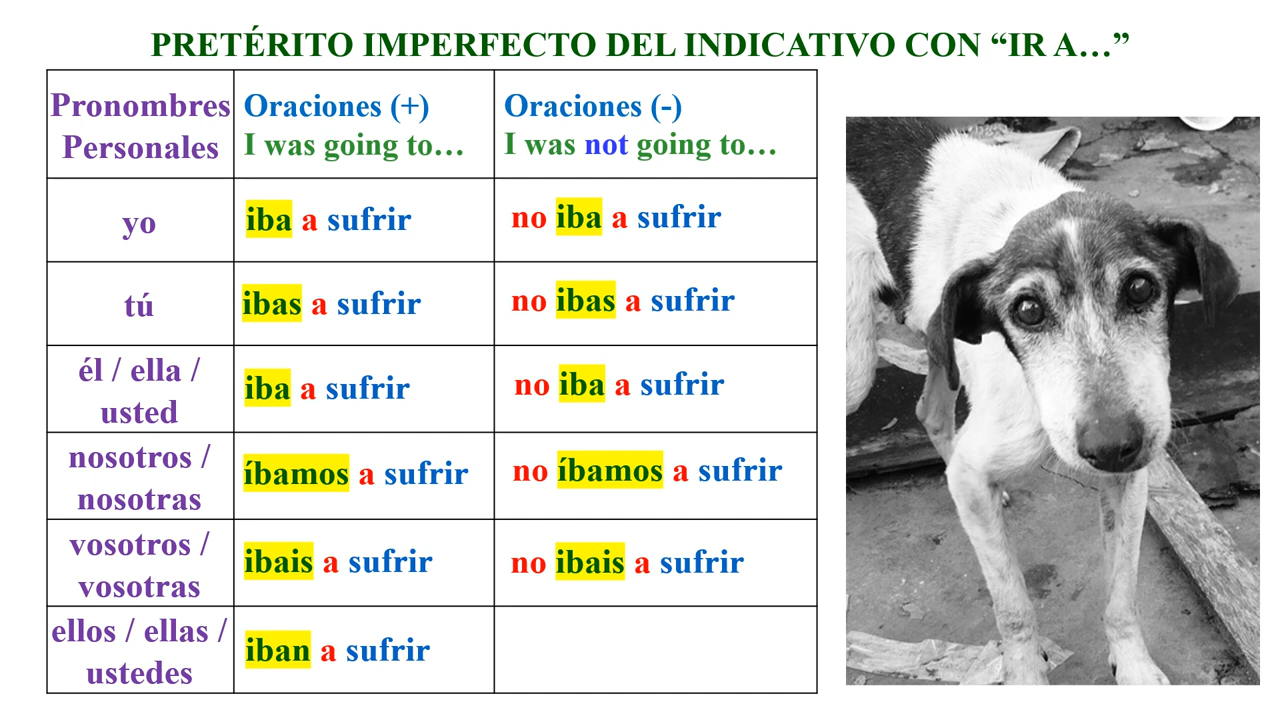 PRETÉRITO IMPERFECTO DEL INDICATIVO CON “IR A…”
Pronombres
Personales
Oraciones (+)
I was going to…
Oraciones (-)
I was not going to…
yo
iba a sufrir
no iba a sufrir
tú
ibas a sufrir
no ibas a sufrir
él / ella /
usted
iba a sufrir
no iba a sufrir
nosotros /
nosotras
íbamos a sufrir
no íbamos a sufrir
vosotros /
vosotras
ibais a sufrir
no ibais a sufrir
ellos / ellas /
ustedes
iban a sufrir